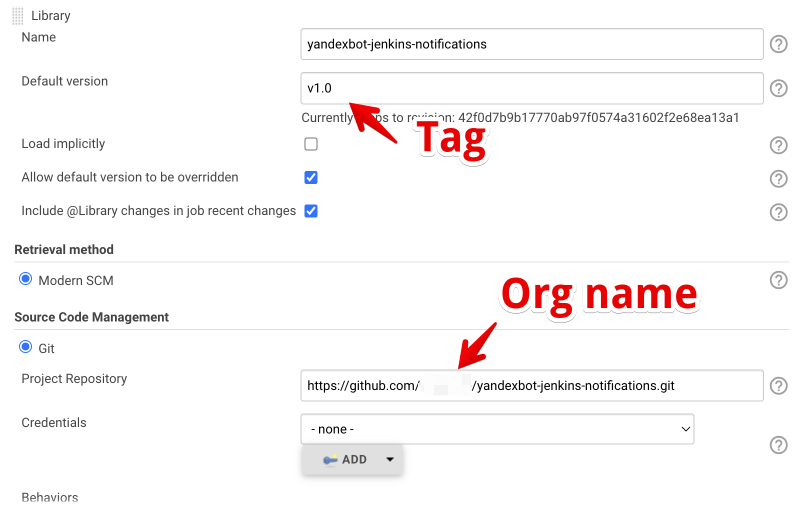 Library
Name
yandexbot-jenkins-notifications
Default version
v1.0
Currently maps to revision: 42f0d7b9b17770ab97f0574a31602f2e68ea13a1
Tag
Load implicitly
Allow default version to be overridden
Include @Library changes in job recent changes
Retrieval method
Modern SCM
Org name
Source Code Management
Git
Project Repository
https://github.com/ /yandexbot-jenkins-notifications.git
Credentials
- none -
ADD
Behaviors